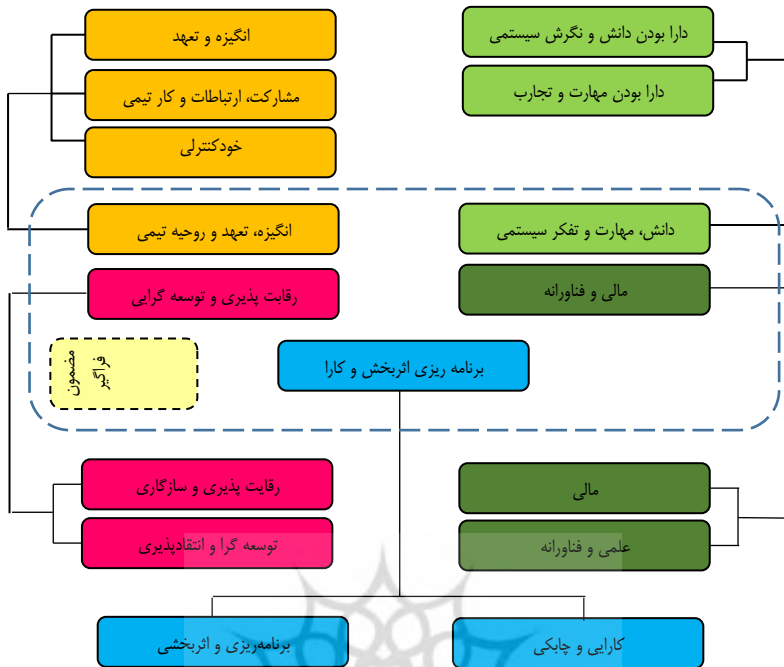 دارا بودن دانش و نگرش سیستمی
انگیزه و تعهد
دارا بودن مهارت و تجارب
مشارکت، ارتباطات و کار تیمی
خودکنترلی
دانش، مهارت و تفکر سیستمی
انگیزه، تعهد و روحیه تیمی
مالی و فناورانه
رقابت پذیری و توسعه گرایی
برنامه ریزی اثربخش و کارا
مضمون
فراگیر
مالی
رقایت پذیری و سازگاری
علمی و فناورانه
توسعه گرا و انتقادپذیری
کارایی و چابکی
برنامه‌ریزی و اثربخشی